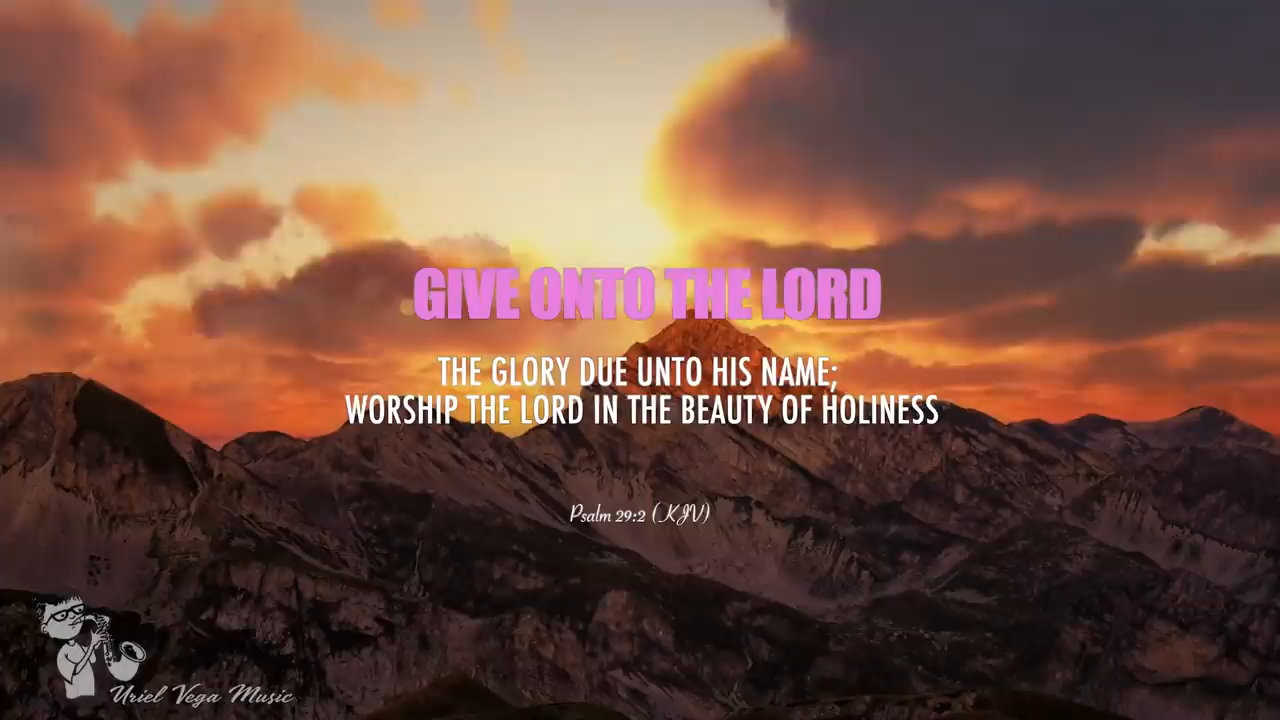 GIVE ONTO THE LORD
THE GLORY DUE UNTO HIS NAME;
WORSHIP THE LORD IN THE BEAUTY OF HOLINESS
Psalm 29:2 (KJV)
Uriel Vega Music